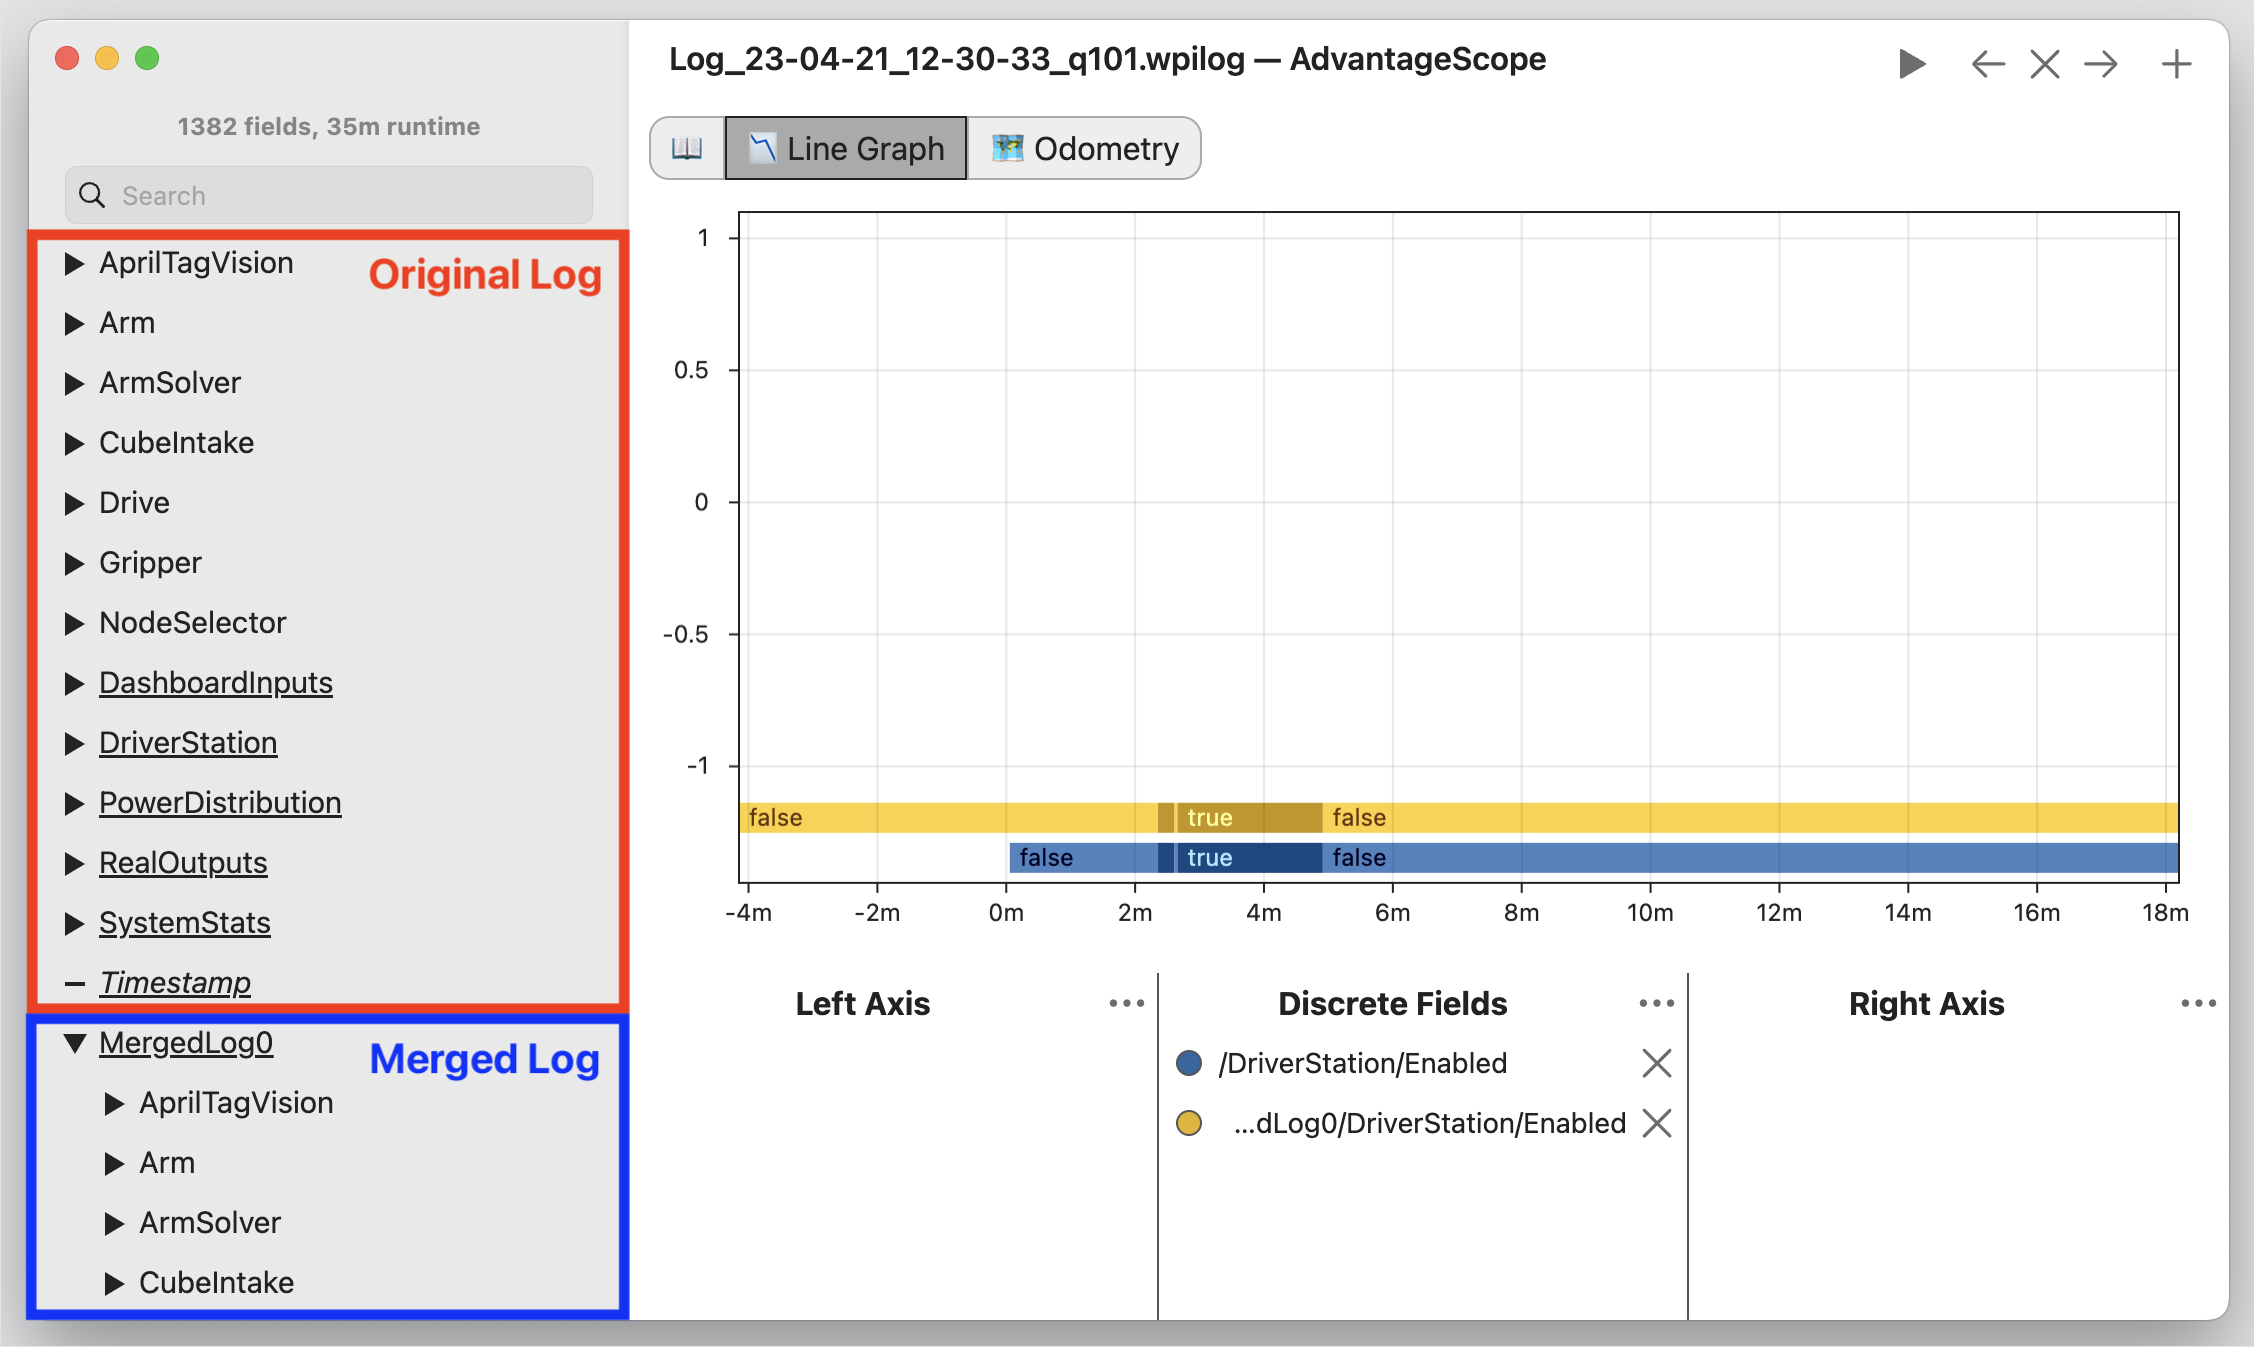 Log_23-04-21_12-30-33_q101.wpilog — AdvantageScope
1382 fields, 35m runtime
Search
Original Log
AprilTagVision
Arm
ArmSolver
CubeIntake
Drive
Gripper
NodeSelector
DashboardInputs
DriverStation
PowerDistribution
RealOutputs
SystemStats
Timestamp
Merged Log
MergedLog0
AprilTagVision
Arm
ArmSolver
CubeIntake
Line Graph
Odometry
1
0.5
0
-0.5
-1
false true false
false true false
-4m -2m 0m 2m 4m 6m 8m 10m 12m 14m 16m 18m
Left Axis
Discrete Fields
/DriverStation/Enabled
...dLog0/DriverStation/Enabled
Right Axis